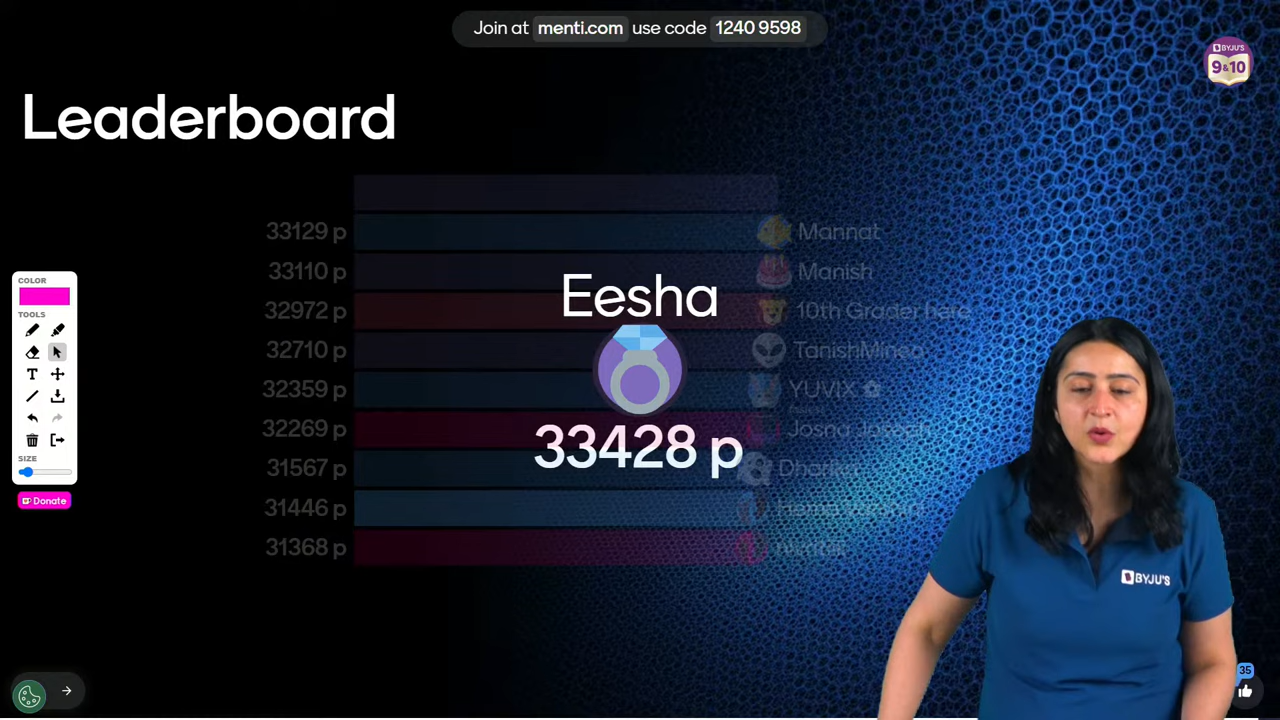 Join at menti.com use code 1240 9598
BYJU'S
9&10
Leaderboard
33129 p Mannat
33110 p Manish
32972 p 10th Grader here
32710 p
32359 p YUVIX
32269 p
31567 p
31446 p
31368 p
Eesha
33428 p
COLOR
TOOLS
T
SIZE
Donate
BYJU'S
35